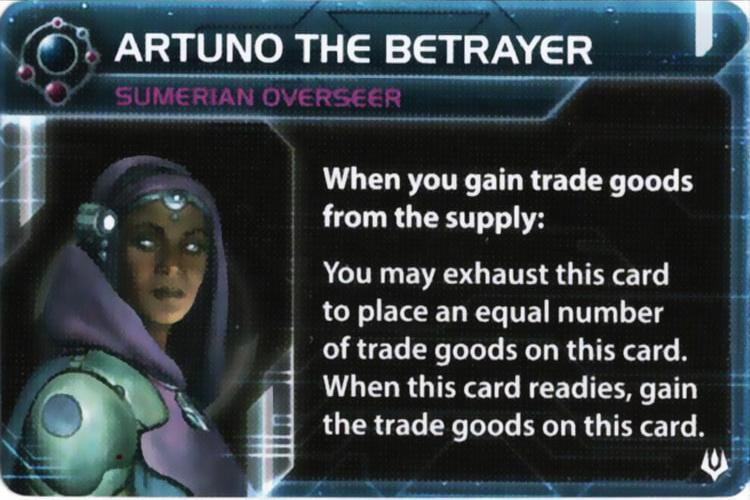 ARTUNO THE BETRAYER
SUMERIAN OVERSEER
When you gain trade goods
from the supply:
You may exhaust this card
to place an equal number
of trade goods on this card.
When this card readies, gain
the trade goods on this card.